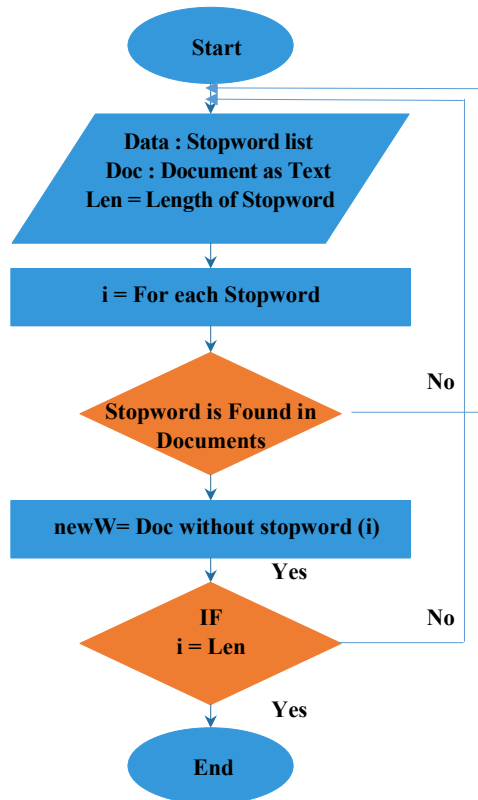 Start
Data : Stopword list
Doc : Document as Text
Len = Length of Stopword
i = For each Stopword
No
Stopword is Found in
Documents
newW= Doc without stopword (i)
Yes
IF
i = Len
No
Yes
End